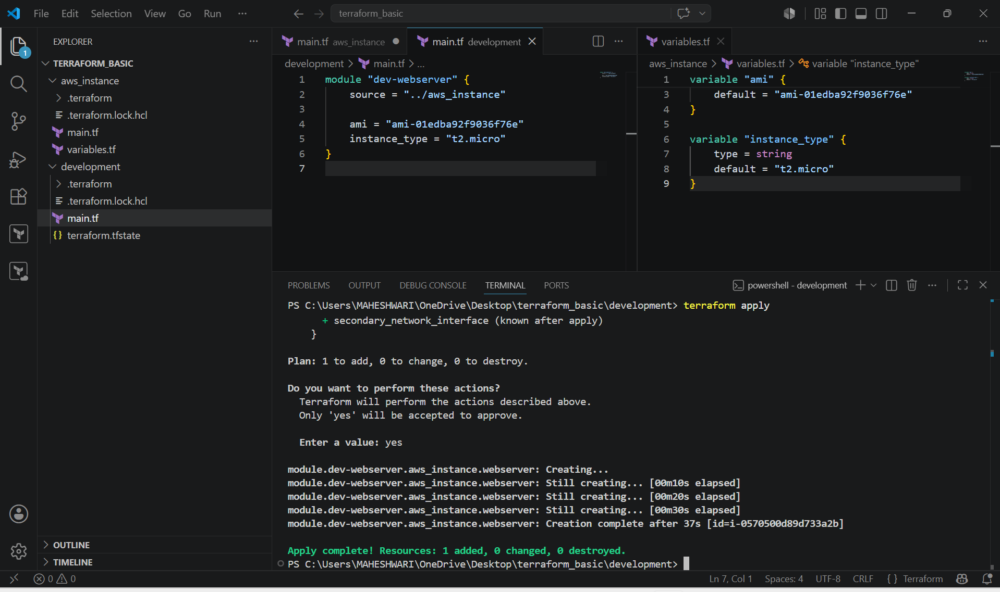 File Edit Selection View Go Run ···
terraform_basic
EXPLORER
1
TERRAFORM_BASIC
aws_instance
.terraform
.terraform.lock.hcl
main.tf
variables.tf
development
.terraform
.terraform.lock.hcl
main.tf
{} terraform.tfstate
OUTLINE
TIMELINE
main.tf aws_instance
main.tf development
development > main.tf > ...
1 module "dev-webserver" {
2 source = "../aws_instance"
3
4 ami = "ami-01edba92f9036f76e"
5 instance_type = "t2.micro"
6 }
7
variables.tf
aws_instance > variables.tf > variable "instance_type"
1 variable "ami" {
3 default = "ami-01edba92f9036f76e"
4 }
5
6 variable "instance_type" {
7 type = string
8 default = "t2.micro"
9 }
PROBLEMS OUTPUT DEBUG CONSOLE TERMINAL PORTS
powershell - development
PS C:\Users\MAHESHWARI\OneDrive\Desktop\terraform_basic\development> terraform apply
+ secondary_network_interface (known after apply)
}
Plan: 1 to add, 0 to change, 0 to destroy.
Do you want to perform these actions?
Terraform will perform the actions described above.
Only 'yes' will be accepted to approve.
Enter a value: yes
module.dev-webserver.aws_instance.webserver: Creating...
module.dev-webserver.aws_instance.webserver: Still creating... [00m10s elapsed]
module.dev-webserver.aws_instance.webserver: Still creating... [00m20s elapsed]
module.dev-webserver.aws_instance.webserver: Still creating... [00m30s elapsed]
module.dev-webserver.aws_instance.webserver: Creation complete after 37s [id=i-0570500d89d733a2b]
Apply complete! Resources: 1 added, 0 changed, 0 destroyed.
PS C:\Users\MAHESHWARI\OneDrive\Desktop\terraform_basic\development>
0 0
Ln 7, Col 1 Spaces: 4 UTF-8 CRLF {} Terraform